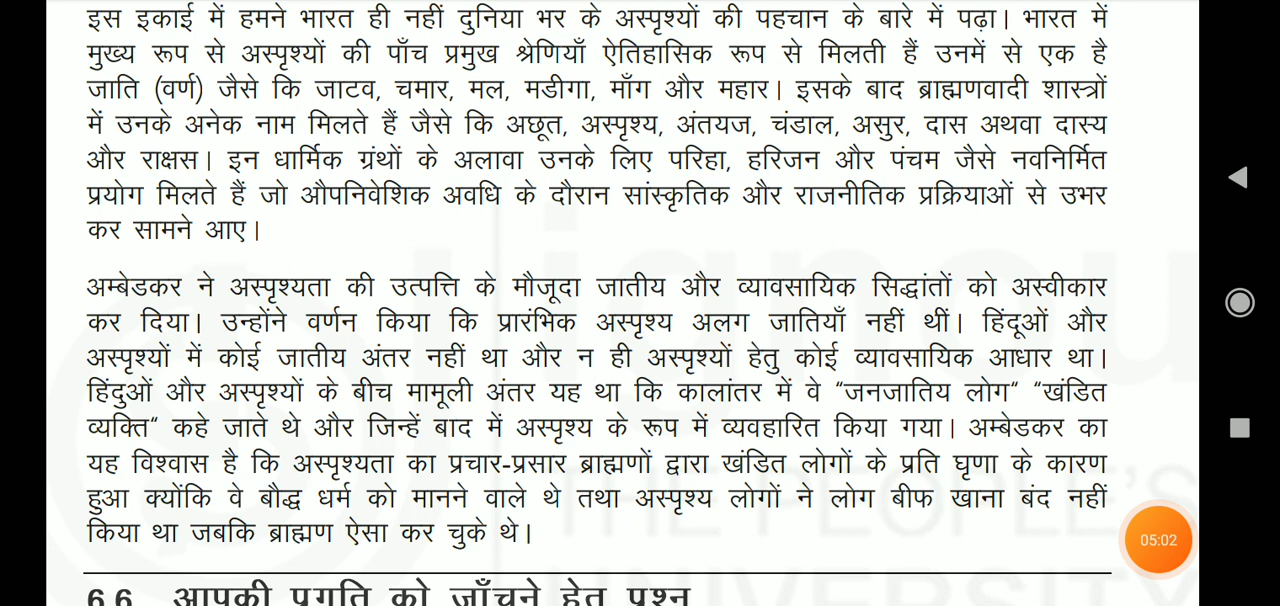 इस इकाई में हमने भारत ही नहीं दुनिया भर के अस्पृश्यों की पहचान के बारे में पढ़ा। भारत में
मुख्य रूप से अस्पृश्यों की पाँच प्रमुख श्रेणियाँ ऐतिहासिक रूप से मिलती हैं उनमें से एक है
जाति (वर्ण) जैसे कि जाटव, चमार, मल, मडीगा, माँग और महार। इसके बाद ब्राह्मणवादी शास्त्रों
में उनके अनेक नाम मिलते हैं जैसे कि अछूत, अस्पृश्य, अंतयज, चंडाल, असुर, दास अथवा दास्य
और राक्षस। इन धार्मिक ग्रंथों के अलावा उनके लिए परिहा, हरिजन और पंचम जैसे नवनिर्मित
प्रयोग मिलते हैं जो औपनिवेशिक अवधि के दौरान सांस्कृतिक और राजनीतिक प्रक्रियाओं से उभर
कर सामने आए।
अम्बेडकर ने अस्पृश्यता की उत्पत्ति के मौजूदा जातीय और व्यावसायिक सिद्धांतों को अस्वीकार
कर दिया। उन्होंने वर्णन किया कि प्रारंभिक अस्पृश्य अलग जातियाँ नहीं थीं। हिंदूओं और
अस्पृश्यों में कोई जातीय अंतर नहीं था और न ही अस्पृश्यों हेतु कोई व्यावसायिक आधार था।
हिंदुओं और अस्पृश्यों के बीच मामूली अंतर यह था कि कालांतर में वे “जनजातिय लोग“ “खंडित
व्यक्ति“ कहे जाते थे और जिन्हें बाद में अस्पृश्य के रूप में व्यवहारित किया गया। अम्बेडकर का
यह विश्वास है कि अस्पृश्यता का प्रचार-प्रसार ब्राह्मणों द्वारा खंडित लोगों के प्रति घृणा के कारण
हुआ क्योंकि वे बौद्ध धर्म को मानने वाले थे तथा अस्पृश्य लोगों ने लोग बीफ खाना बंद नहीं
किया था जबकि ब्राह्मण ऐसा कर चुके थे।
05:02
6.6 आपकी प्रगति को जाँचने हेतु प्रश्न
ignou
THE PEOPLE'S
UNIVERSITY